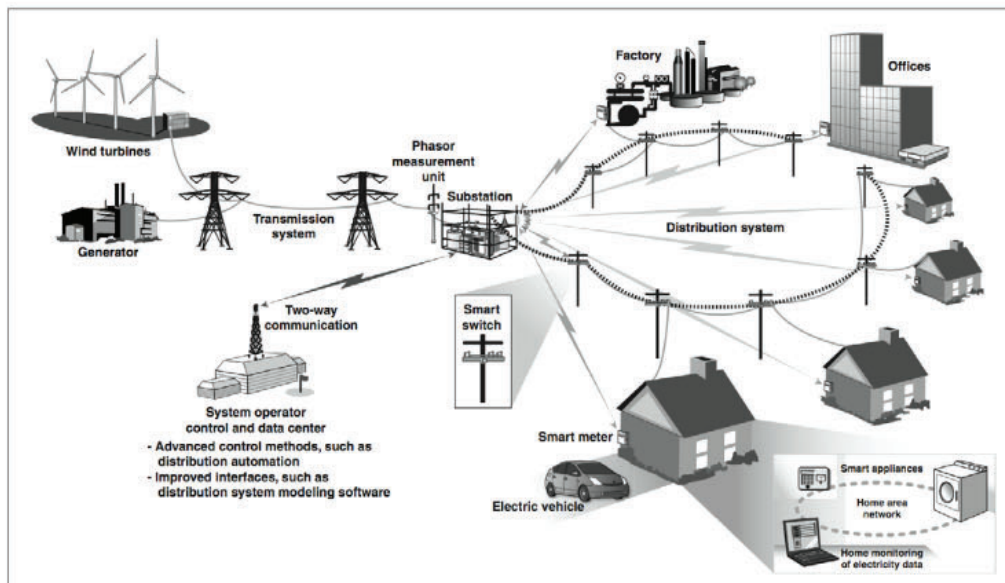 Factory
Offices
Wind turbines
Phasor
measurement
unit
Substation
Transmission
system
Generator
Distribution system
Two-way
communication
Smart
switch
System operator
control and data center
- Advanced control methods, such as
distribution automation
- Improved interfaces, such as
distribution system modeling software
Smart meter
Electric vehicle
Smart appliances
Home area
network
Home monitoring
of electricity data